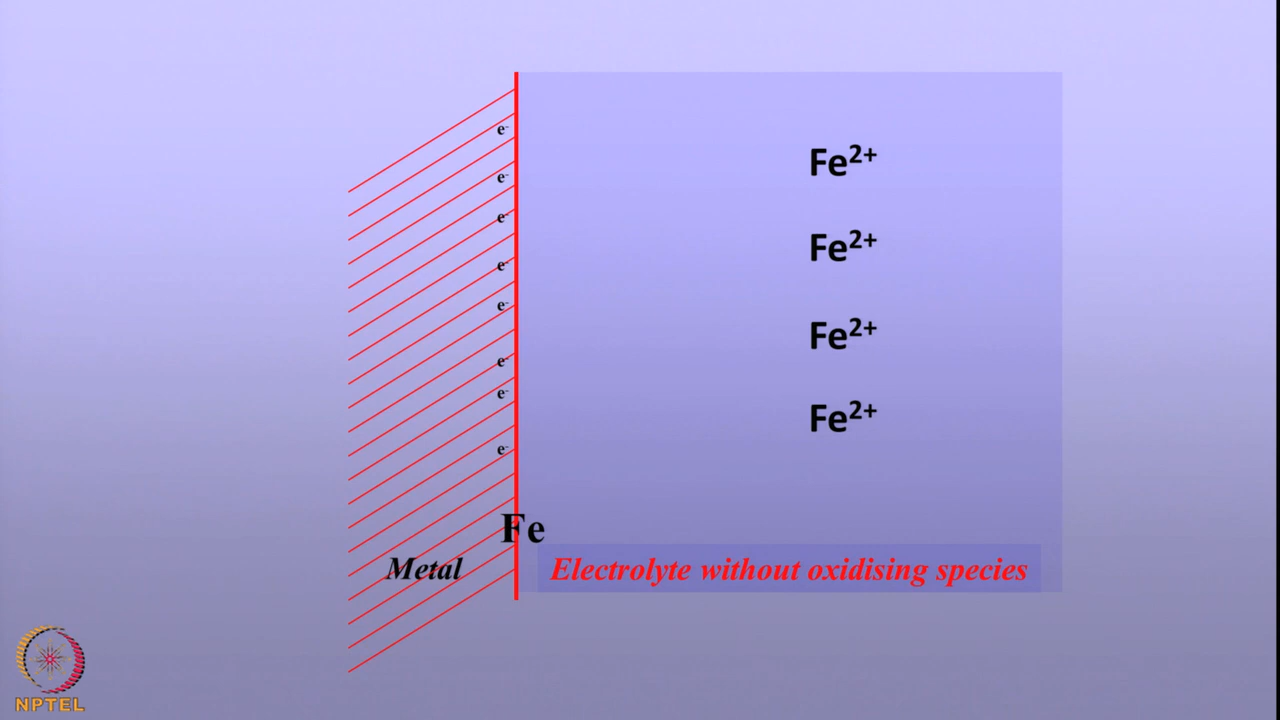 e⁻
Fe²⁺
e⁻
e⁻
Fe²⁺
e⁻
e⁻
Fe²⁺
e⁻
e⁻
Fe²⁺
e⁻
Fe
Metal
Electrolyte without oxidising species
NPTEL